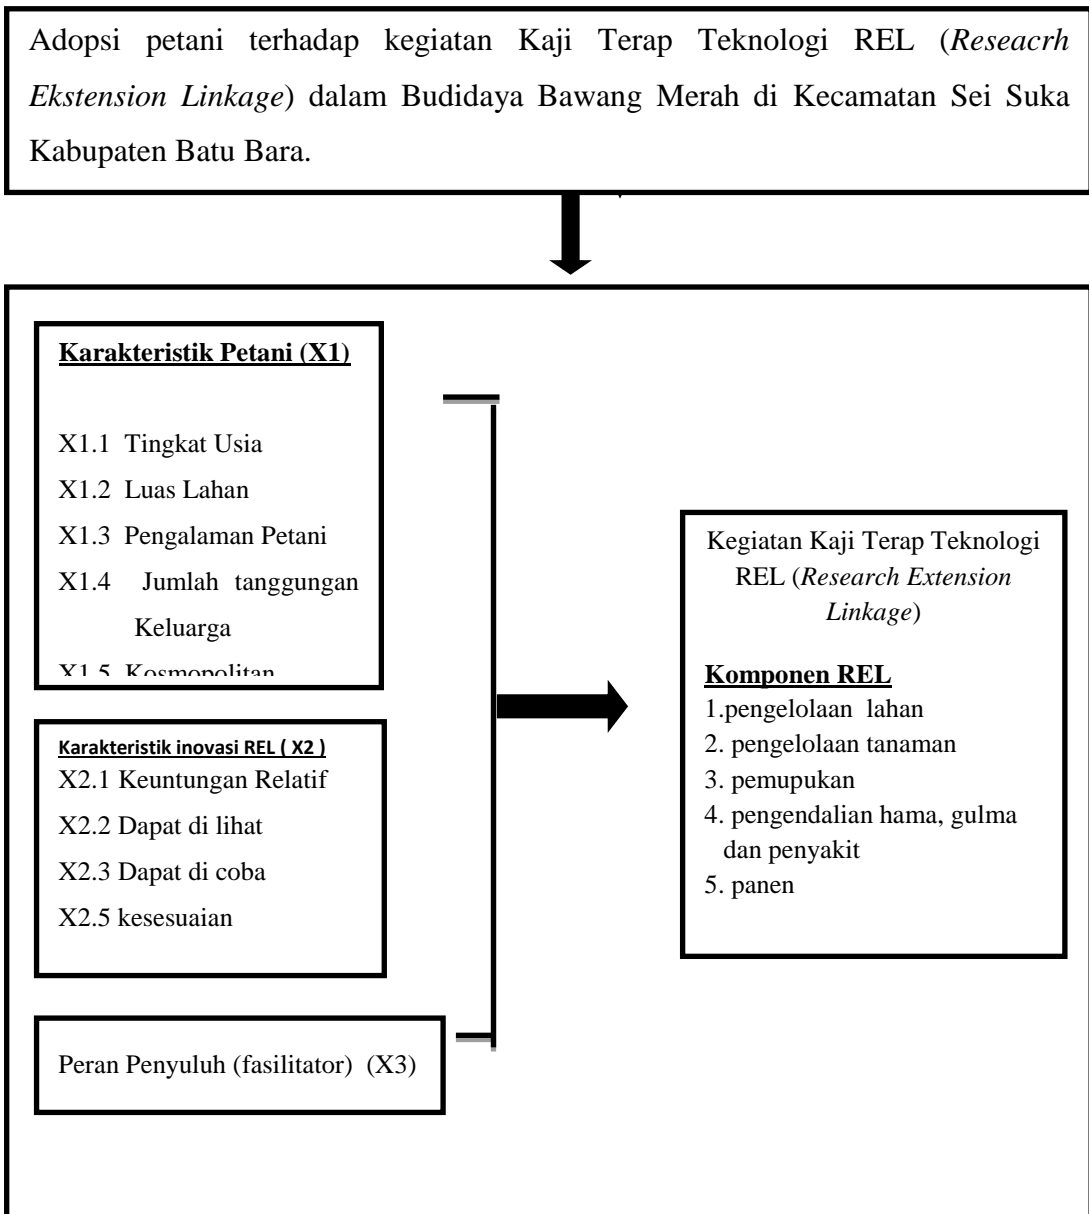 Adopsi petani terhadap kegiatan Kaji Terap Teknologi REL (Reseacrh
Ekstension Linkage) dalam Budidaya Bawang Merah di Kecamatan Sei Suka
Kabupaten Batu Bara.
Karakteristik Petani (X1)
X1.1 Tingkat Usia
X1.2 Luas Lahan
X1.3 Pengalaman Petani
X1.4 Jumlah tanggungan
Keluarga
X1.5 Kosmopolitan
Karakteristik inovasi REL ( X2 )
X2.1 Keuntungan Relatif
X2.2 Dapat di lihat
X2.3 Dapat di coba
X2.5 kesesuaian
Peran Penyuluh (fasilitator) (X3)
Kegiatan Kaji Terap Teknologi
REL (Research Extension
Linkage)
Komponen REL
1.pengelolaan lahan
2. pengelolaan tanaman
3. pemupukan
4. pengendalian hama, gulma
dan penyakit
5. panen